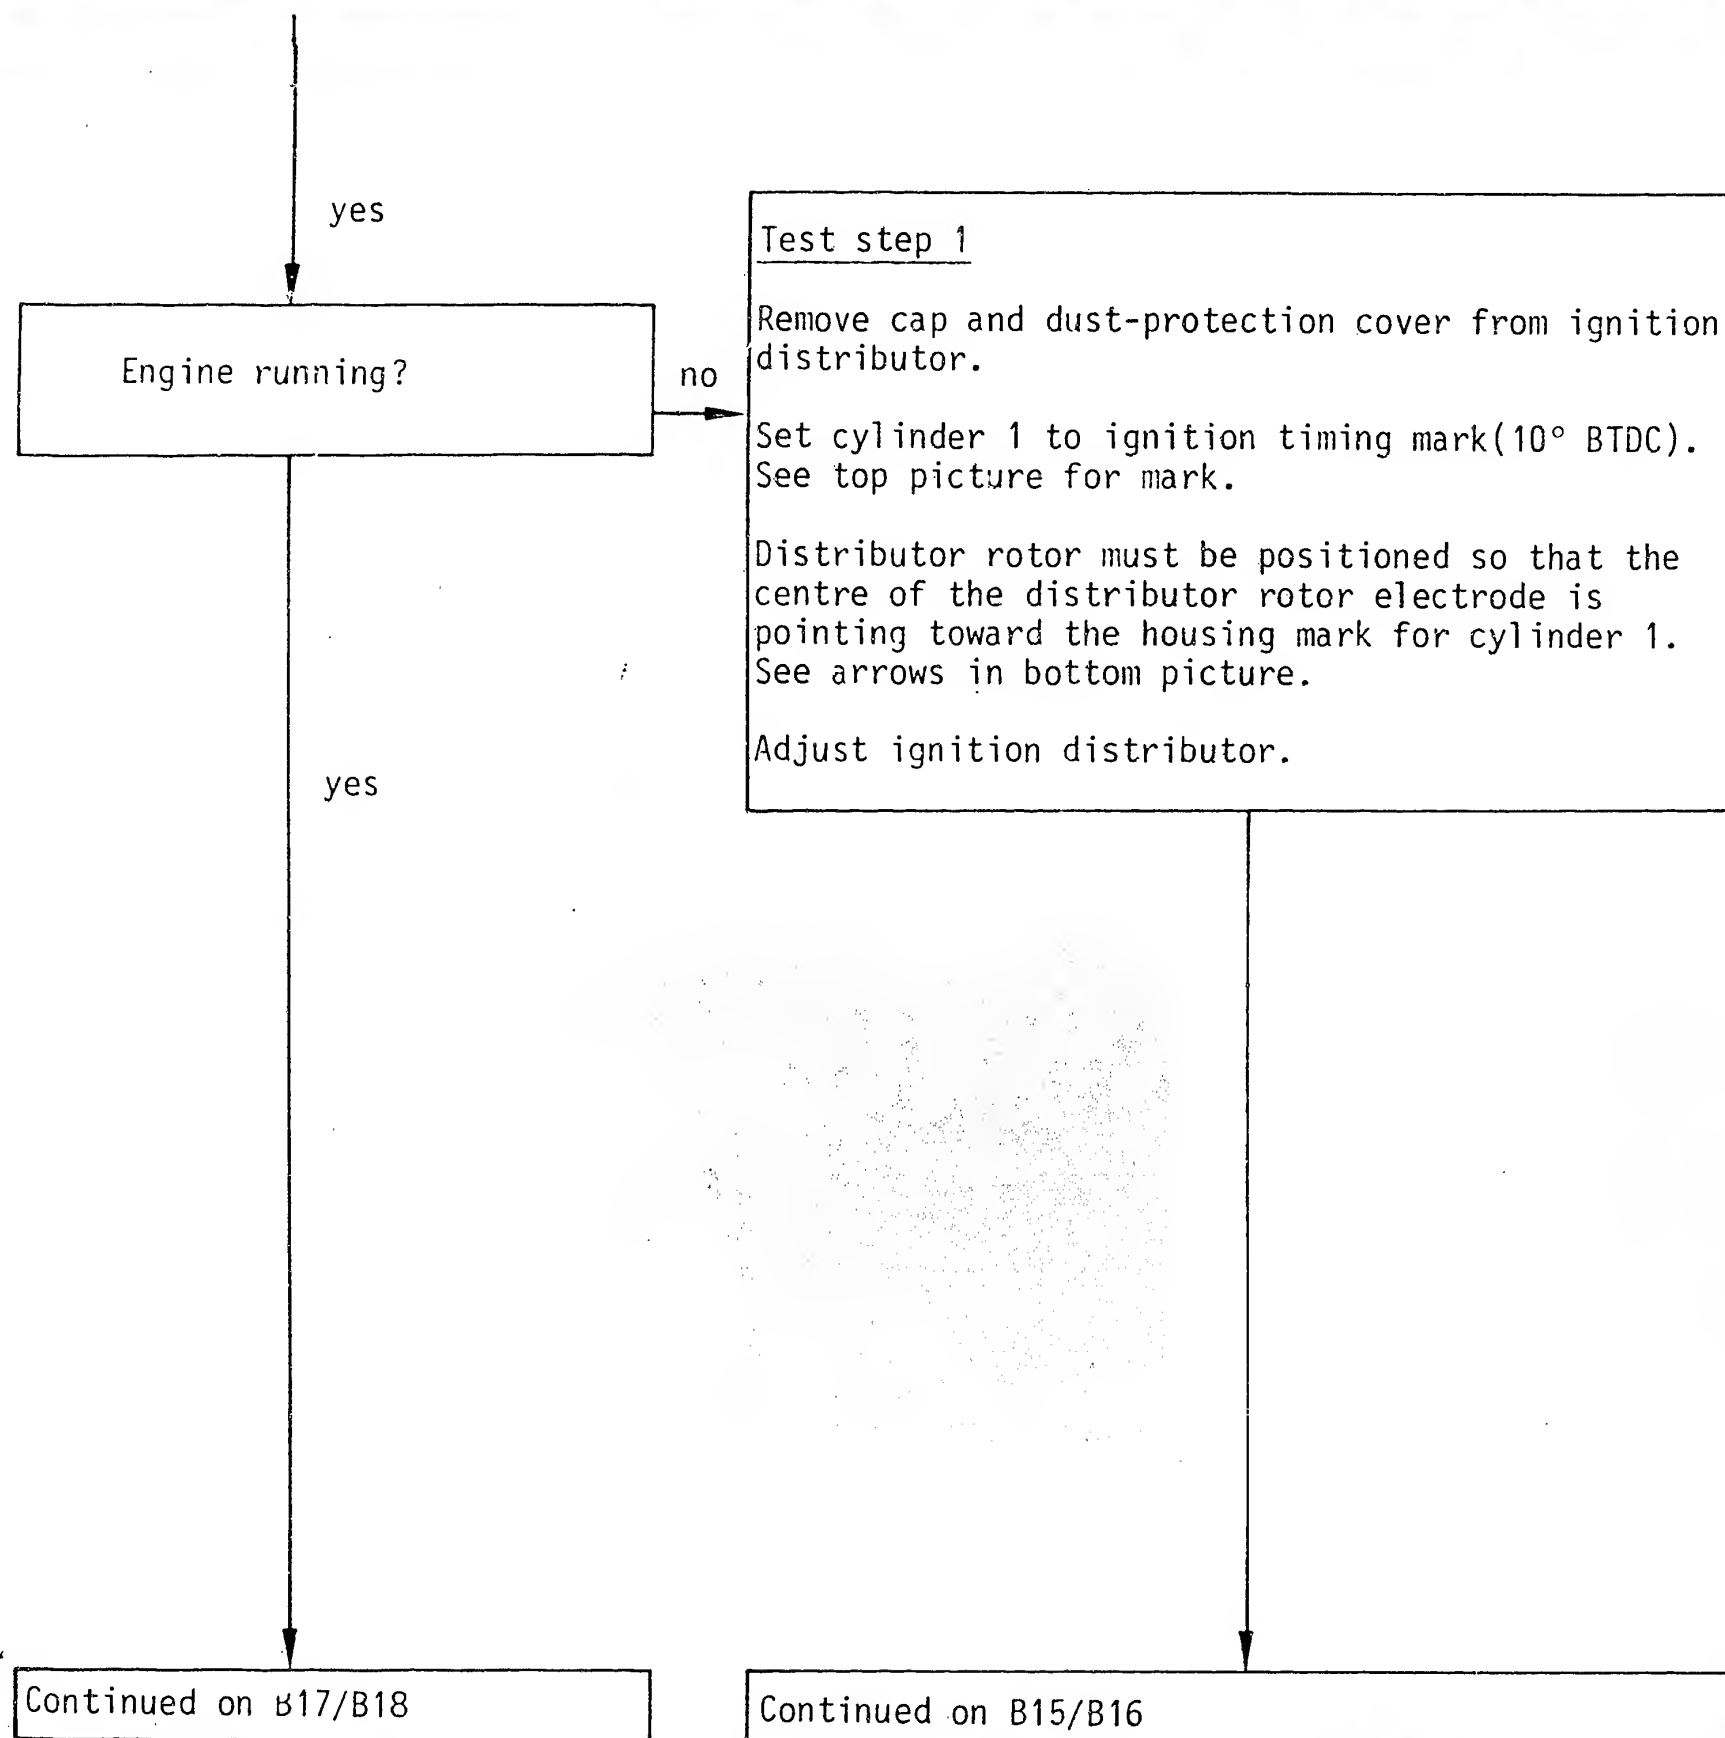 yes
Engine running?
no
Test step 1
Remove cap and dust-protection cover from ignition
distributor.
Set cylinder 1 to ignition timing mark(10° BTDC).
See top picture for mark.
Distributor rotor must be positioned so that the
centre of the distributor rotor electrode is
pointing toward the housing mark for cylinder 1.
See arrows in bottom picture.
Adjust ignition distributor.
yes
Continued on B17/B18
Continued on B15/B16